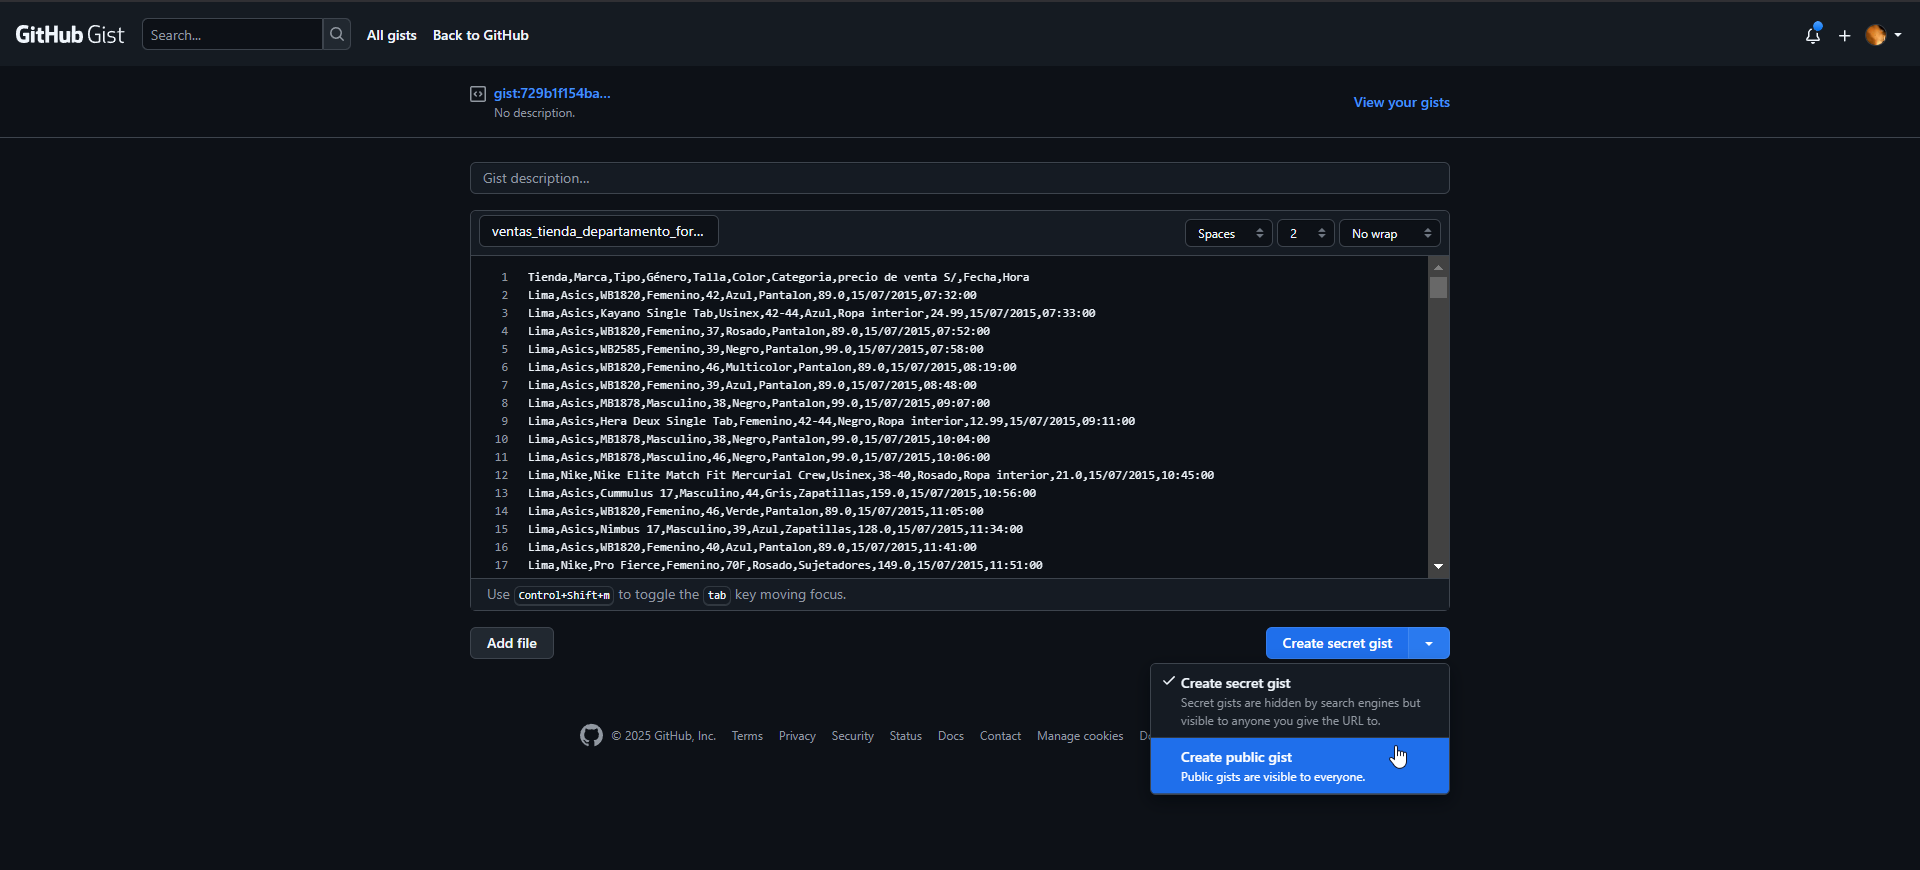 GitHub Gist
Search...
All gists
Back to GitHub
gist:729b1f154ba...
No description.
View your gists
Gist description...
ventas_tienda_departamento_for...
Spaces
2
No wrap
1 Tienda,Marca,Tipo,Género,Talla,Color,Categoria,precio de venta S/,Fecha,Hora
2 Lima,Asics,WB1820,Femenino,42,Azul,Pantalon,89.0,15/07/2015,07:32:00
3 Lima,Asics,Kayano Single Tab,Usinex,42-44,Azul,Ropa interior,24.99,15/07/2015,07:33:00
4 Lima,Asics,WB1820,Femenino,37,Rosado,Pantalon,89.0,15/07/2015,07:52:00
5 Lima,Asics,WB2585,Femenino,39,Negro,Pantalon,99.0,15/07/2015,07:58:00
6 Lima,Asics,WB1820,Femenino,46,Multicolor,Pantalon,89.0,15/07/2015,08:19:00
7 Lima,Asics,WB1820,Femenino,39,Azul,Pantalon,89.0,15/07/2015,08:48:00
8 Lima,Asics,MB1878,Masculino,38,Negro,Pantalon,99.0,15/07/2015,09:07:00
9 Lima,Asics,Hera Deux Single Tab,Femenino,42-44,Negro,Ropa interior,12.99,15/07/2015,09:11:00
10 Lima,Asics,MB1878,Masculino,38,Negro,Pantalon,99.0,15/07/2015,10:04:00
11 Lima,Asics,MB1878,Masculino,46,Negro,Pantalon,99.0,15/07/2015,10:06:00
12 Lima,Nike,Nike Elite Match Fit Mercurial Crew,Usinex,38-40,Rosado,Ropa interior,21.0,15/07/2015,10:45:00
13 Lima,Asics,Cummulus 17,Masculino,44,Gris,Zapatillas,159.0,15/07/2015,10:56:00
14 Lima,Asics,WB1820,Femenino,46,Verde,Pantalon,89.0,15/07/2015,11:05:00
15 Lima,Asics,Nimbus 17,Masculino,39,Azul,Zapatillas,128.0,15/07/2015,11:34:00
16 Lima,Asics,WB1820,Femenino,40,Azul,Pantalon,89.0,15/07/2015,11:41:00
17 Lima,Nike,Pro Fierce,Femenino,70F,Rosado,Sujetadores,149.0,15/07/2015,11:51:00
Use Control+Shift+m to toggle the tab key moving focus.
Add file
Create secret gist
Create secret gist
Secret gists are hidden by search engines but
visible to anyone you give the URL to.
Create public gist
Public gists are visible to everyone.
© 2025 GitHub, Inc. Terms Privacy Security Status Docs Contact Manage cookies